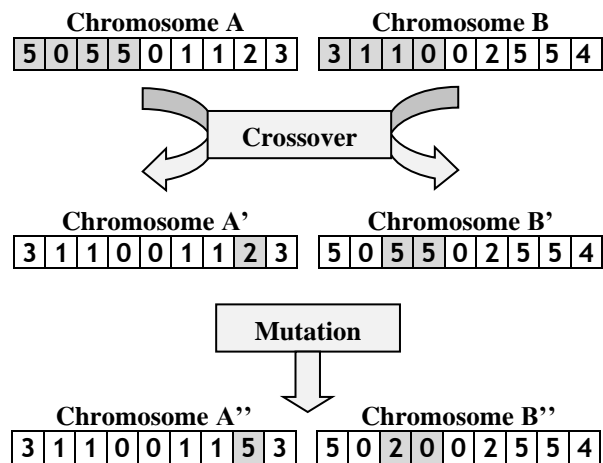 Chromosome A Chromosome B
5 0 5 5 0 1 1 2 3 3 1 1 0 0 2 5 5 4
Crossover
Chromosome A' Chromosome B'
3 1 1 0 0 1 1 2 3 5 0 5 5 0 2 5 5 4
Mutation
Chromosome A’’ Chromosome B’’
3 1 1 0 0 1 1 5 3 5 0 2 0 0 2 5 5 4